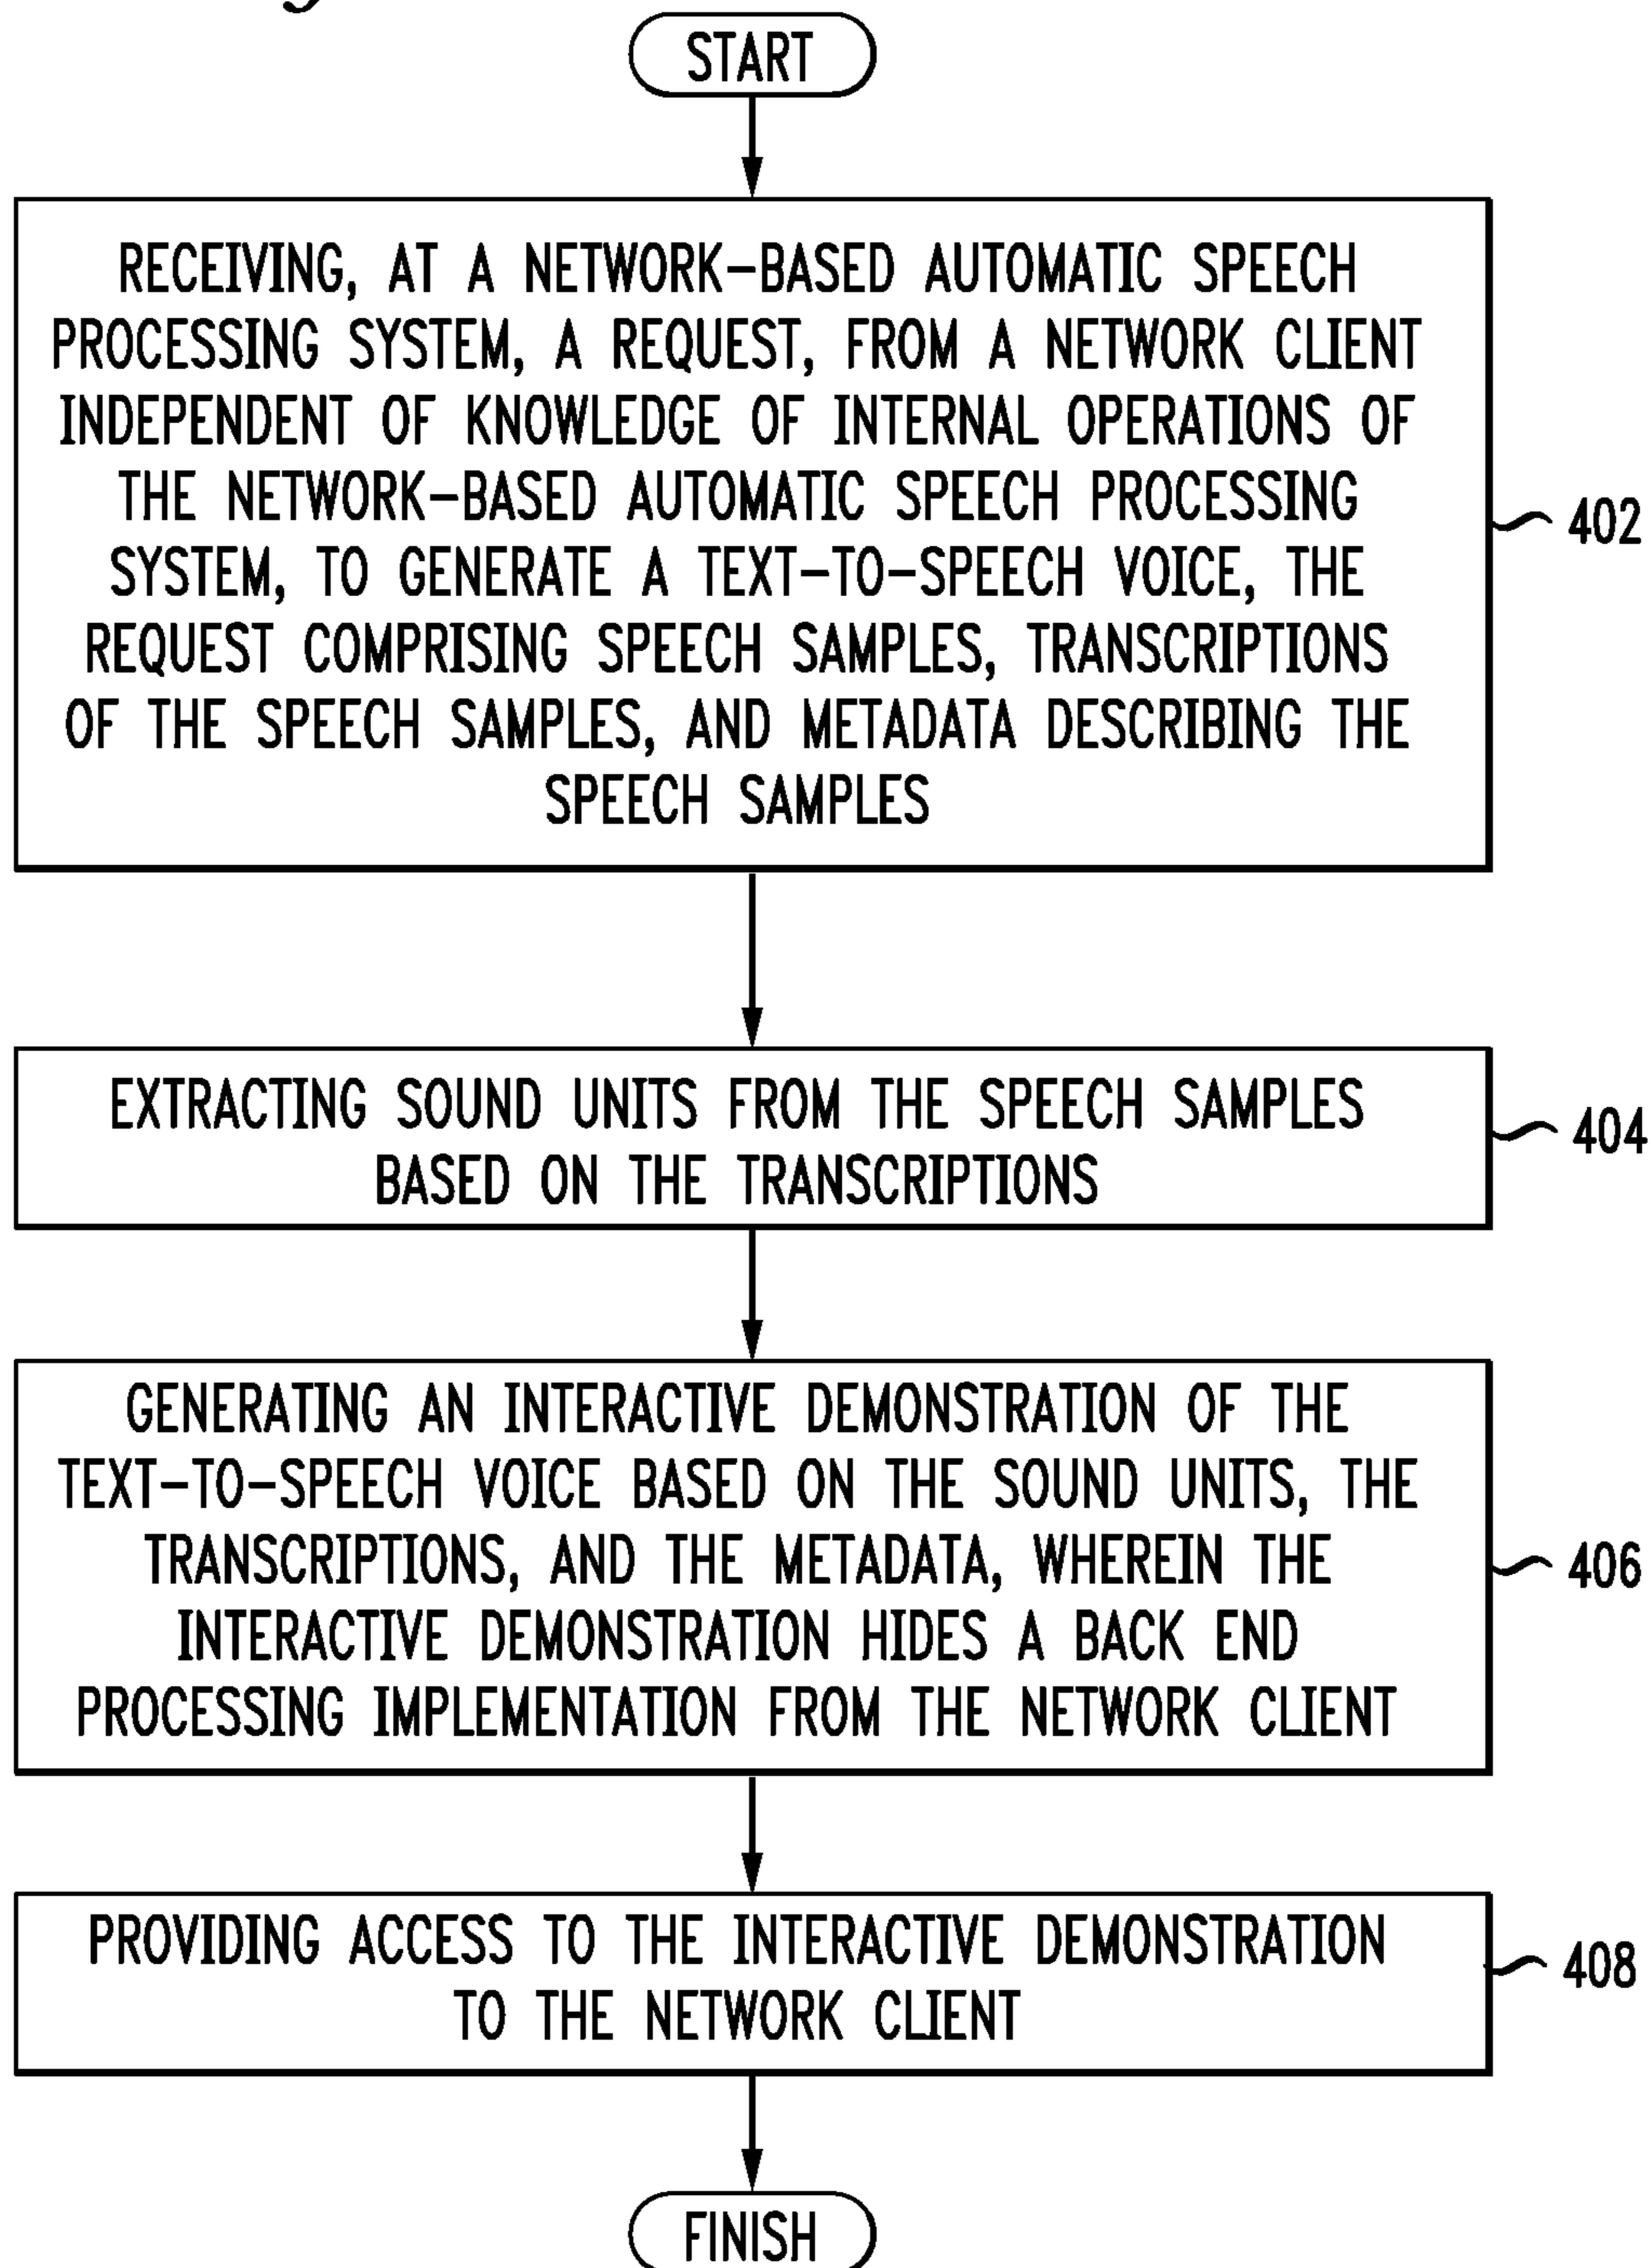 START
RECEIVING, AT A NETWORK-BASED AUTOMATIC SPEECH
PROCESSING SYSTEM, A REQUEST, FROM A NETWORK CLIENT
INDEPENDENT OF KNOWLEDGE OF INTERNAL OPERATIONS OF
THE NETWORK-BASED AUTOMATIC SPEECH PROCESSING
SYSTEM, TO GENERATE A TEXT-TO-SPEECH VOICE, THE
REQUEST COMPRISING SPEECH SAMPLES, TRANSCRIPTIONS
OF THE SPEECH SAMPLES, AND METADATA DESCRIBING THE
SPEECH SAMPLES
402
EXTRACTING SOUND UNITS FROM THE SPEECH SAMPLES
BASED ON THE TRANSCRIPTIONS
404
GENERATING AN INTERACTIVE DEMONSTRATION OF THE
TEXT-TO-SPEECH VOICE BASED ON THE SOUND UNITS, THE
TRANSCRIPTIONS, AND THE METADATA, WHEREIN THE
INTERACTIVE DEMONSTRATION HIDES A BACK END
PROCESSING IMPLEMENTATION FROM THE NETWORK CLIENT
406
PROVIDING ACCESS TO THE INTERACTIVE DEMONSTRATION
TO THE NETWORK CLIENT
408
FINISH